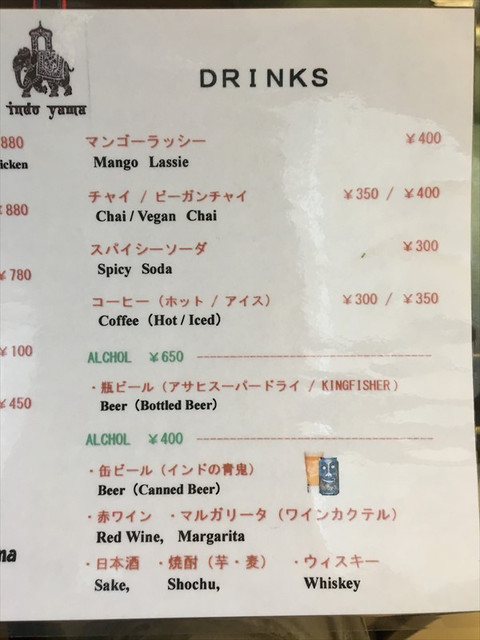 indo yama
DRINKS
880
icken
¥880
¥780
¥100
¥450
na
マンゴーラッシー ¥400
Mango Lassie
チャイ / ビーガンチャイ ¥350 / ¥400
Chai / Vegan Chai
スパイシーソーダ ¥300
Spicy Soda
コーヒー（ホット / アイス） ¥300 / ¥350
Coffee（Hot / Iced）
ALCHOL ¥650
・瓶ビール（アサヒスーパードライ / KINGFISHER）
Beer（Bottled Beer）
ALCHOL ¥400
・缶ビール（インドの青鬼）
Beer（Canned Beer）
・赤ワイン ・マルガリータ（ワインカクテル）
Red Wine, Margarita
・日本酒 ・焼酎（芋・麦） ・ウィスキー
Sake, Shochu, Whiskey